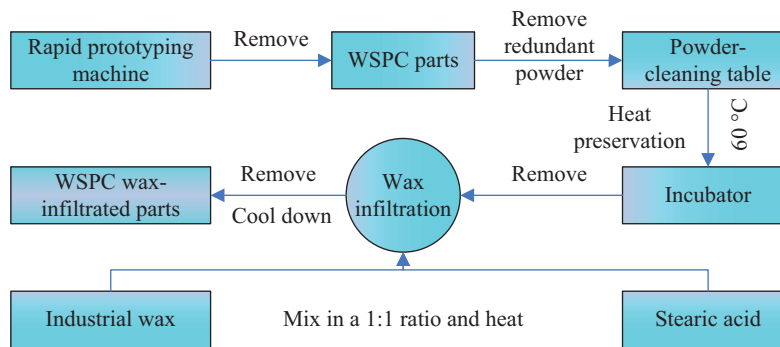 Rapid prototyping
machine
Remove
WSPC parts
Remove
redundant
powder
Powder-
cleaning table
Heat
preservation
60 °C
WSPC wax-
infiltrated parts
Remove
Cool down
Wax
infiltration
Remove
Incubator
Industrial wax
Mix in a 1:1 ratio and heat
Stearic acid